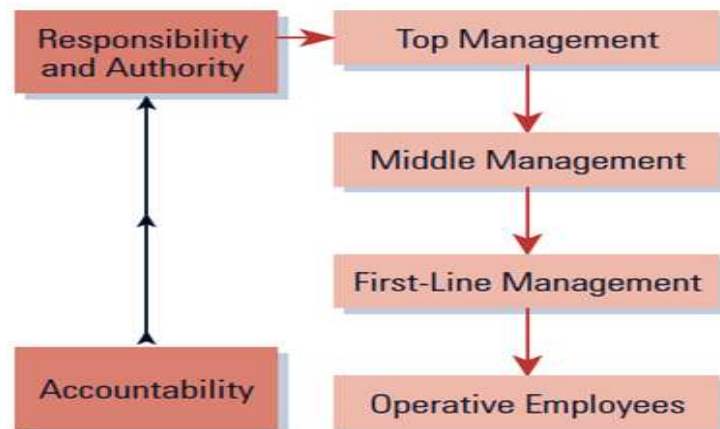 Responsibility
and Authority
Top Management
Middle Management
First-Line Management
Accountability
Operative Employees